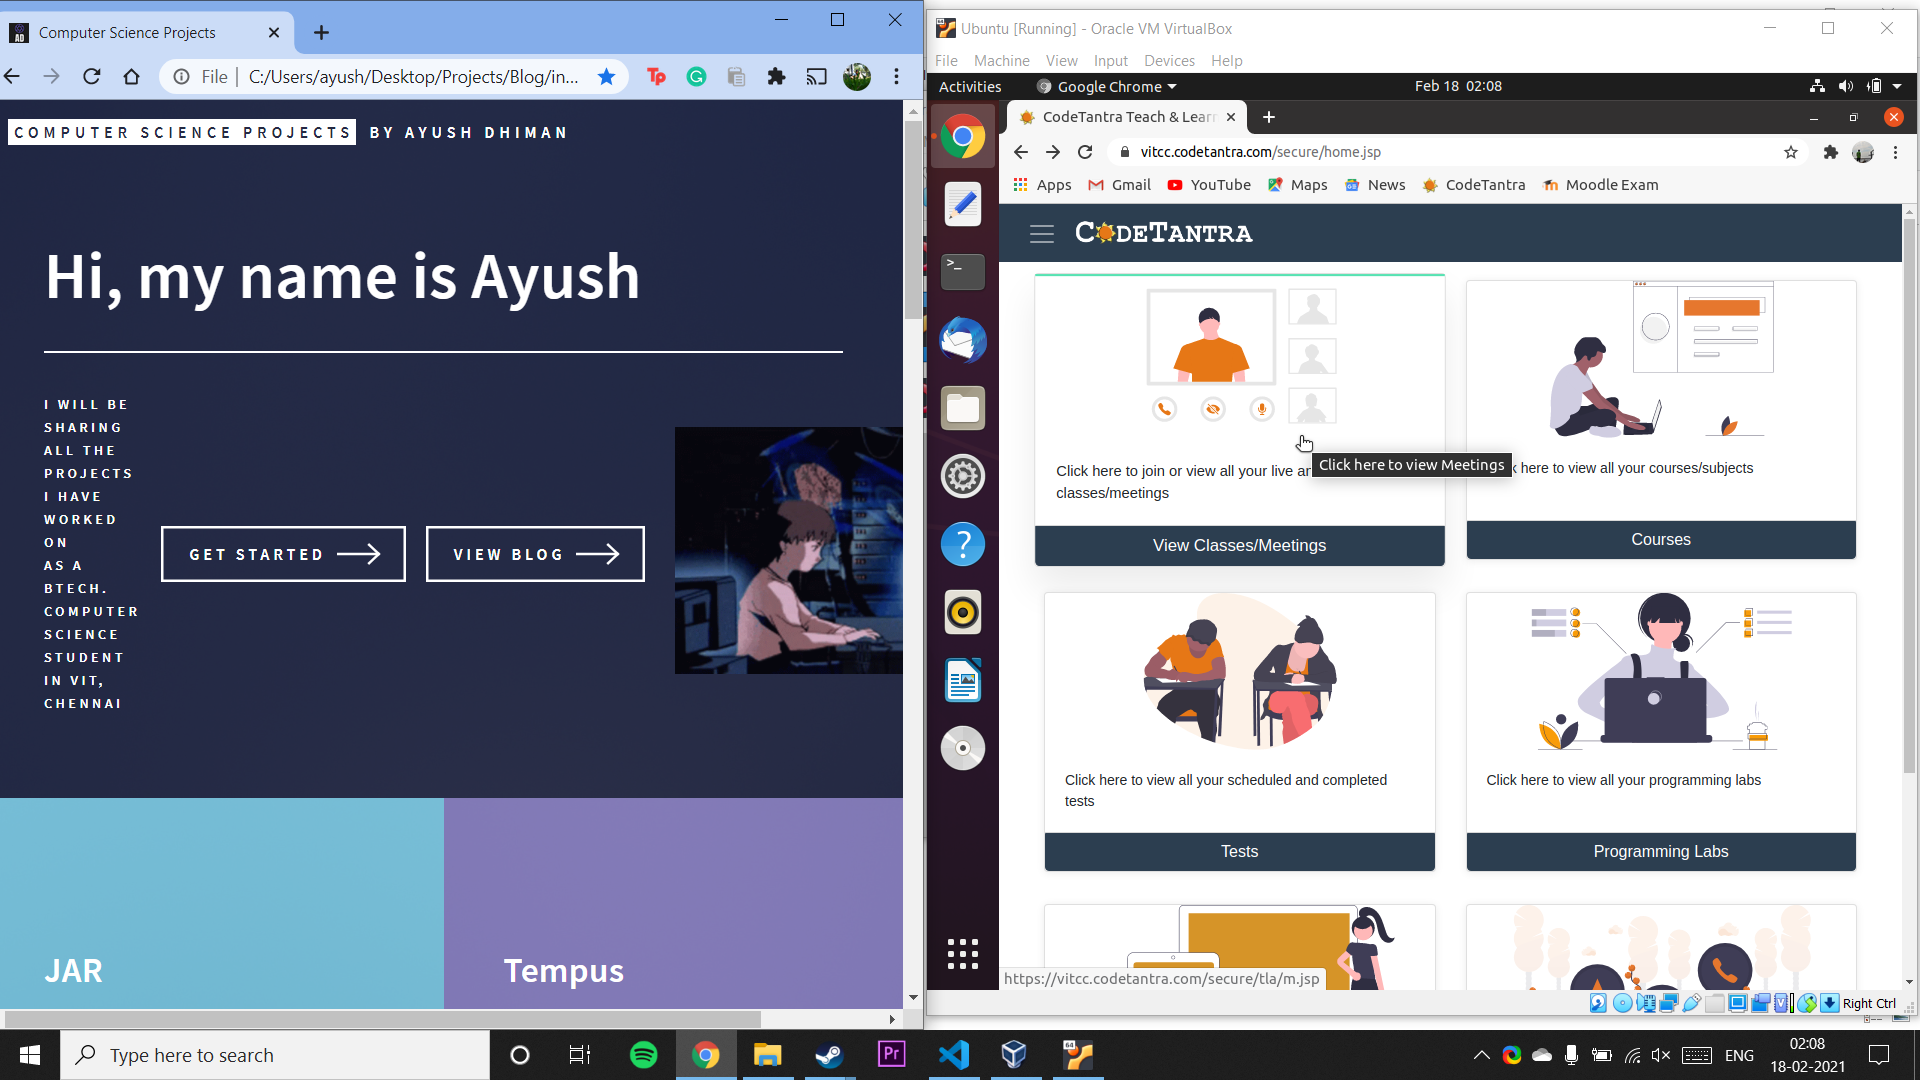 Computer Science Projects
File
C:/Users/ayush/Desktop/Projects/Blog/in...
COMPUTER SCIENCE PROJECTS BY AYUSH DHIMAN
Hi, my name is Ayush
I WILL BE
SHARING
ALL THE
PROJECTS
I HAVE
WORKED
ON
AS A
BTECH.
COMPUTER
SCIENCE
STUDENT
IN VIT,
CHENNAI
GET STARTED
VIEW BLOG
JAR
Tempus
Ubuntu [Running] - Oracle VM VirtualBox
File Machine View Input Devices Help
Activities Google Chrome Feb 18 02:08
CodeTantra Teach & Lear
vitcc.codetantra.com/secure/home.jsp
Apps Gmail YouTube Maps News CodeTantra Moodle Exam
CODETANTRA
Click here to join or view all your live an
classes/meetings
Click here to view Meetings
View Classes/Meetings
here to view all your courses/subjects
Courses
Click here to view all your scheduled and completed
tests
Tests
Click here to view all your programming labs
Programming Labs
https://vitcc.codetantra.com/secure/tla/m.jsp
Right Ctrl
Type here to search
Pr
64
ENG
02:08
18-02-2021